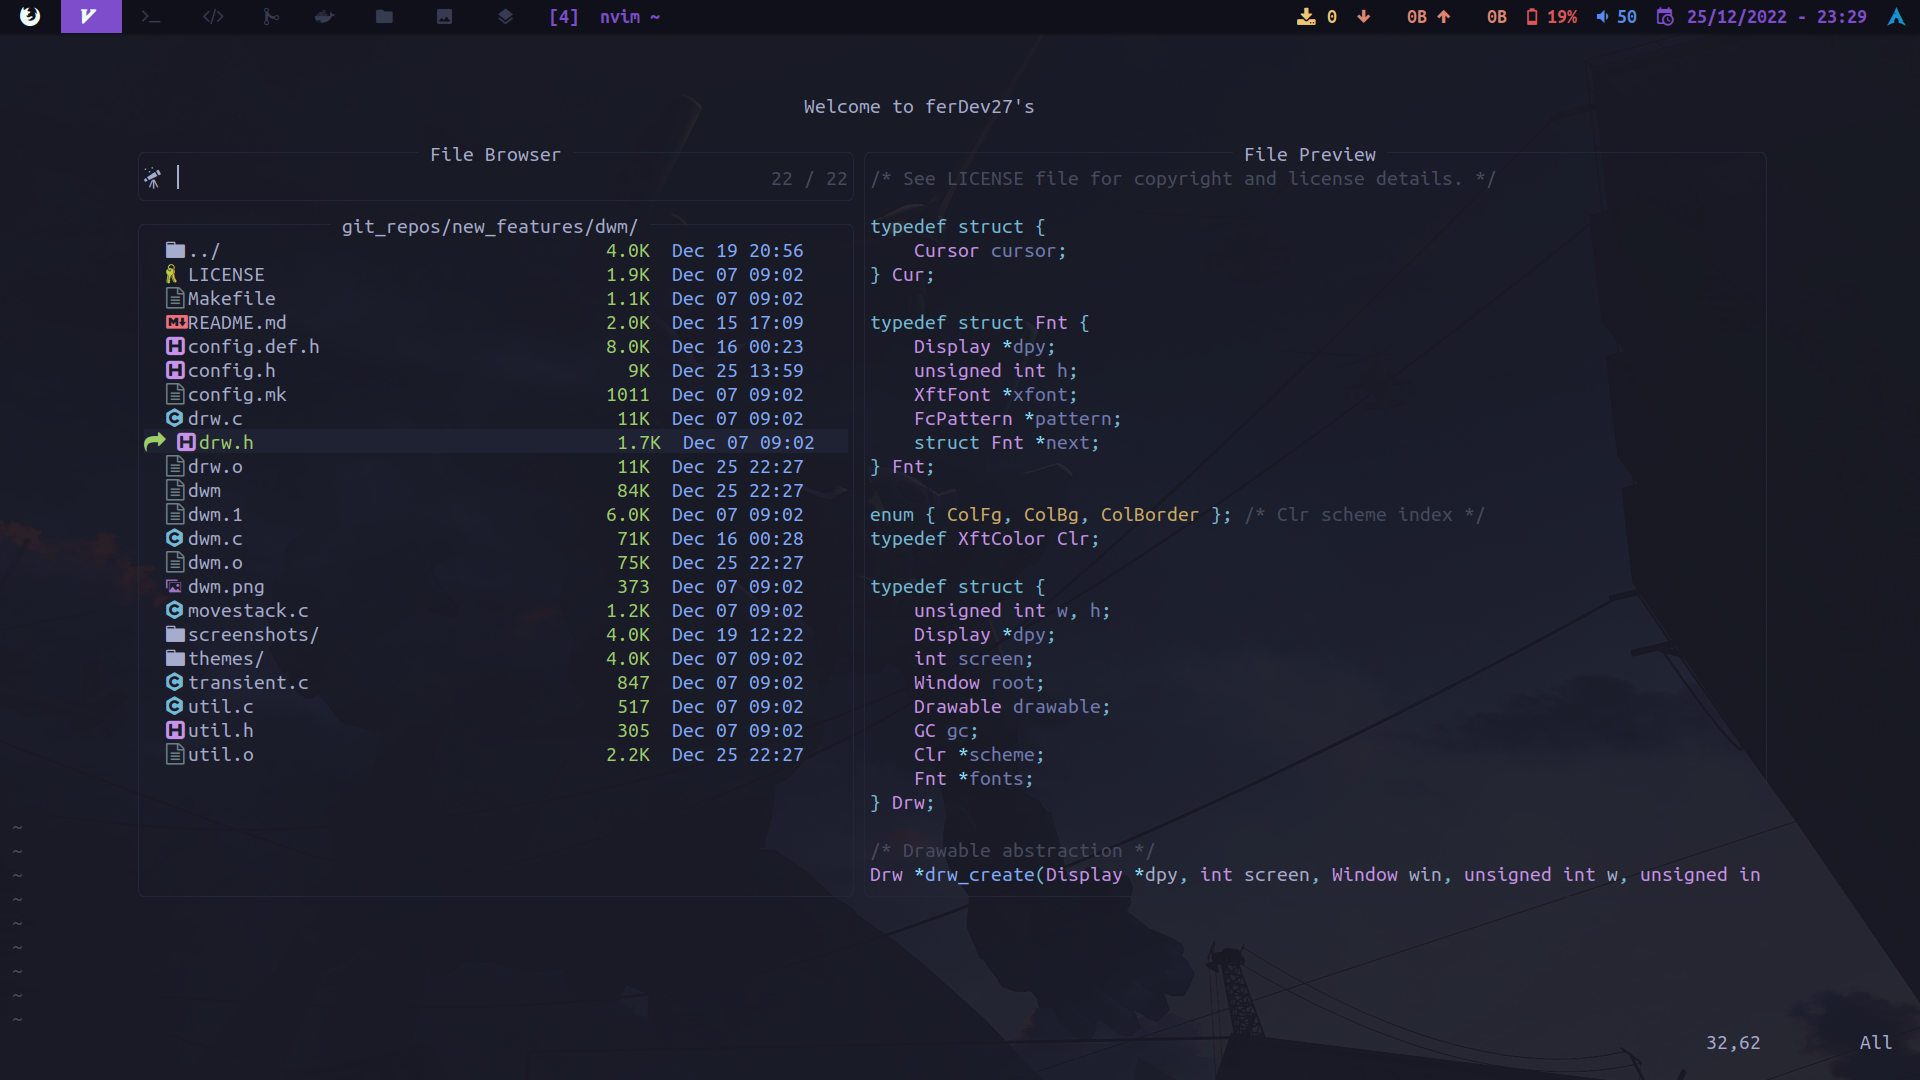 [4] nvim ~ 0 0B 0B 19% 50 25/12/2022 - 23:29
Welcome to ferDev27's
File Browser
22 / 22
git_repos/new_features/dwm/
../ 4.0K Dec 19 20:56
LICENSE 1.9K Dec 07 09:02
Makefile 1.1K Dec 07 09:02
README.md 2.0K Dec 15 17:09
config.def.h 8.0K Dec 16 00:23
config.h 9K Dec 25 13:59
config.mk 1011 Dec 07 09:02
drw.c 11K Dec 07 09:02
drw.h 1.7K Dec 07 09:02
drw.o 11K Dec 25 22:27
dwm 84K Dec 25 22:27
dwm.1 6.0K Dec 07 09:02
dwm.c 71K Dec 16 00:28
dwm.o 75K Dec 25 22:27
dwm.png 373 Dec 07 09:02
movestack.c 1.2K Dec 07 09:02
screenshots/ 4.0K Dec 19 12:22
themes/ 4.0K Dec 07 09:02
transient.c 847 Dec 07 09:02
util.c 517 Dec 07 09:02
util.h 305 Dec 07 09:02
util.o 2.2K Dec 25 22:27
File Preview
/* See LICENSE file for copyright and license details. */
typedef struct {
    Cursor cursor;
} Cur;
typedef struct Fnt {
    Display *dpy;
    unsigned int h;
    XftFont *xfont;
    FcPattern *pattern;
    struct Fnt *next;
} Fnt;
enum { ColFg, ColBg, ColBorder }; /* Clr scheme index */
typedef XftColor Clr;
typedef struct {
    unsigned int w, h;
    Display *dpy;
    int screen;
    Window root;
    Drawable drawable;
    GC gc;
    Clr *scheme;
    Fnt *fonts;
} Drw;
/* Drawable abstraction */
Drw *drw_create(Display *dpy, int screen, Window win, unsigned int w, unsigned in
~
~
~
~
~
~
~
~
~
32,62 All